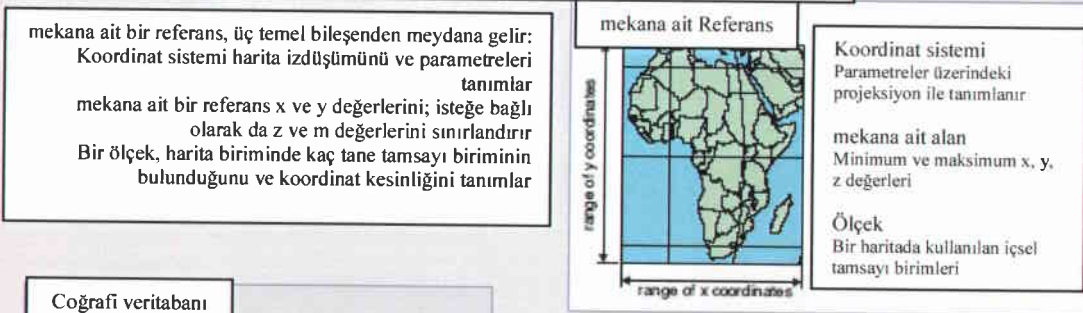 mekana ait bir referans, üç temel bileşenden meydana gelir:
Koordinat sistemi harita izdüşümünü ve parametreleri
tanımlar
mekana ait bir referans x ve y değerlerini; isteğe bağlı
olarak da z ve m değerlerini sınırlandırır
Bir ölçek, harita biriminde kaç tane tamsayı biriminin
bulunduğunu ve koordinat kesinliğini tanımlar
mekana ait Referans
range of y coordinates
range of x coordinates
Koordinat sistemi
Parametreler üzerindeki
projeksiyon ile tanımlanır
mekana ait alan
Minimum ve maksimum x, y,
z değerleri
Ölçek
Bir haritada kullanılan içsel
tamsayı birimleri
Coğrafi veritabanı